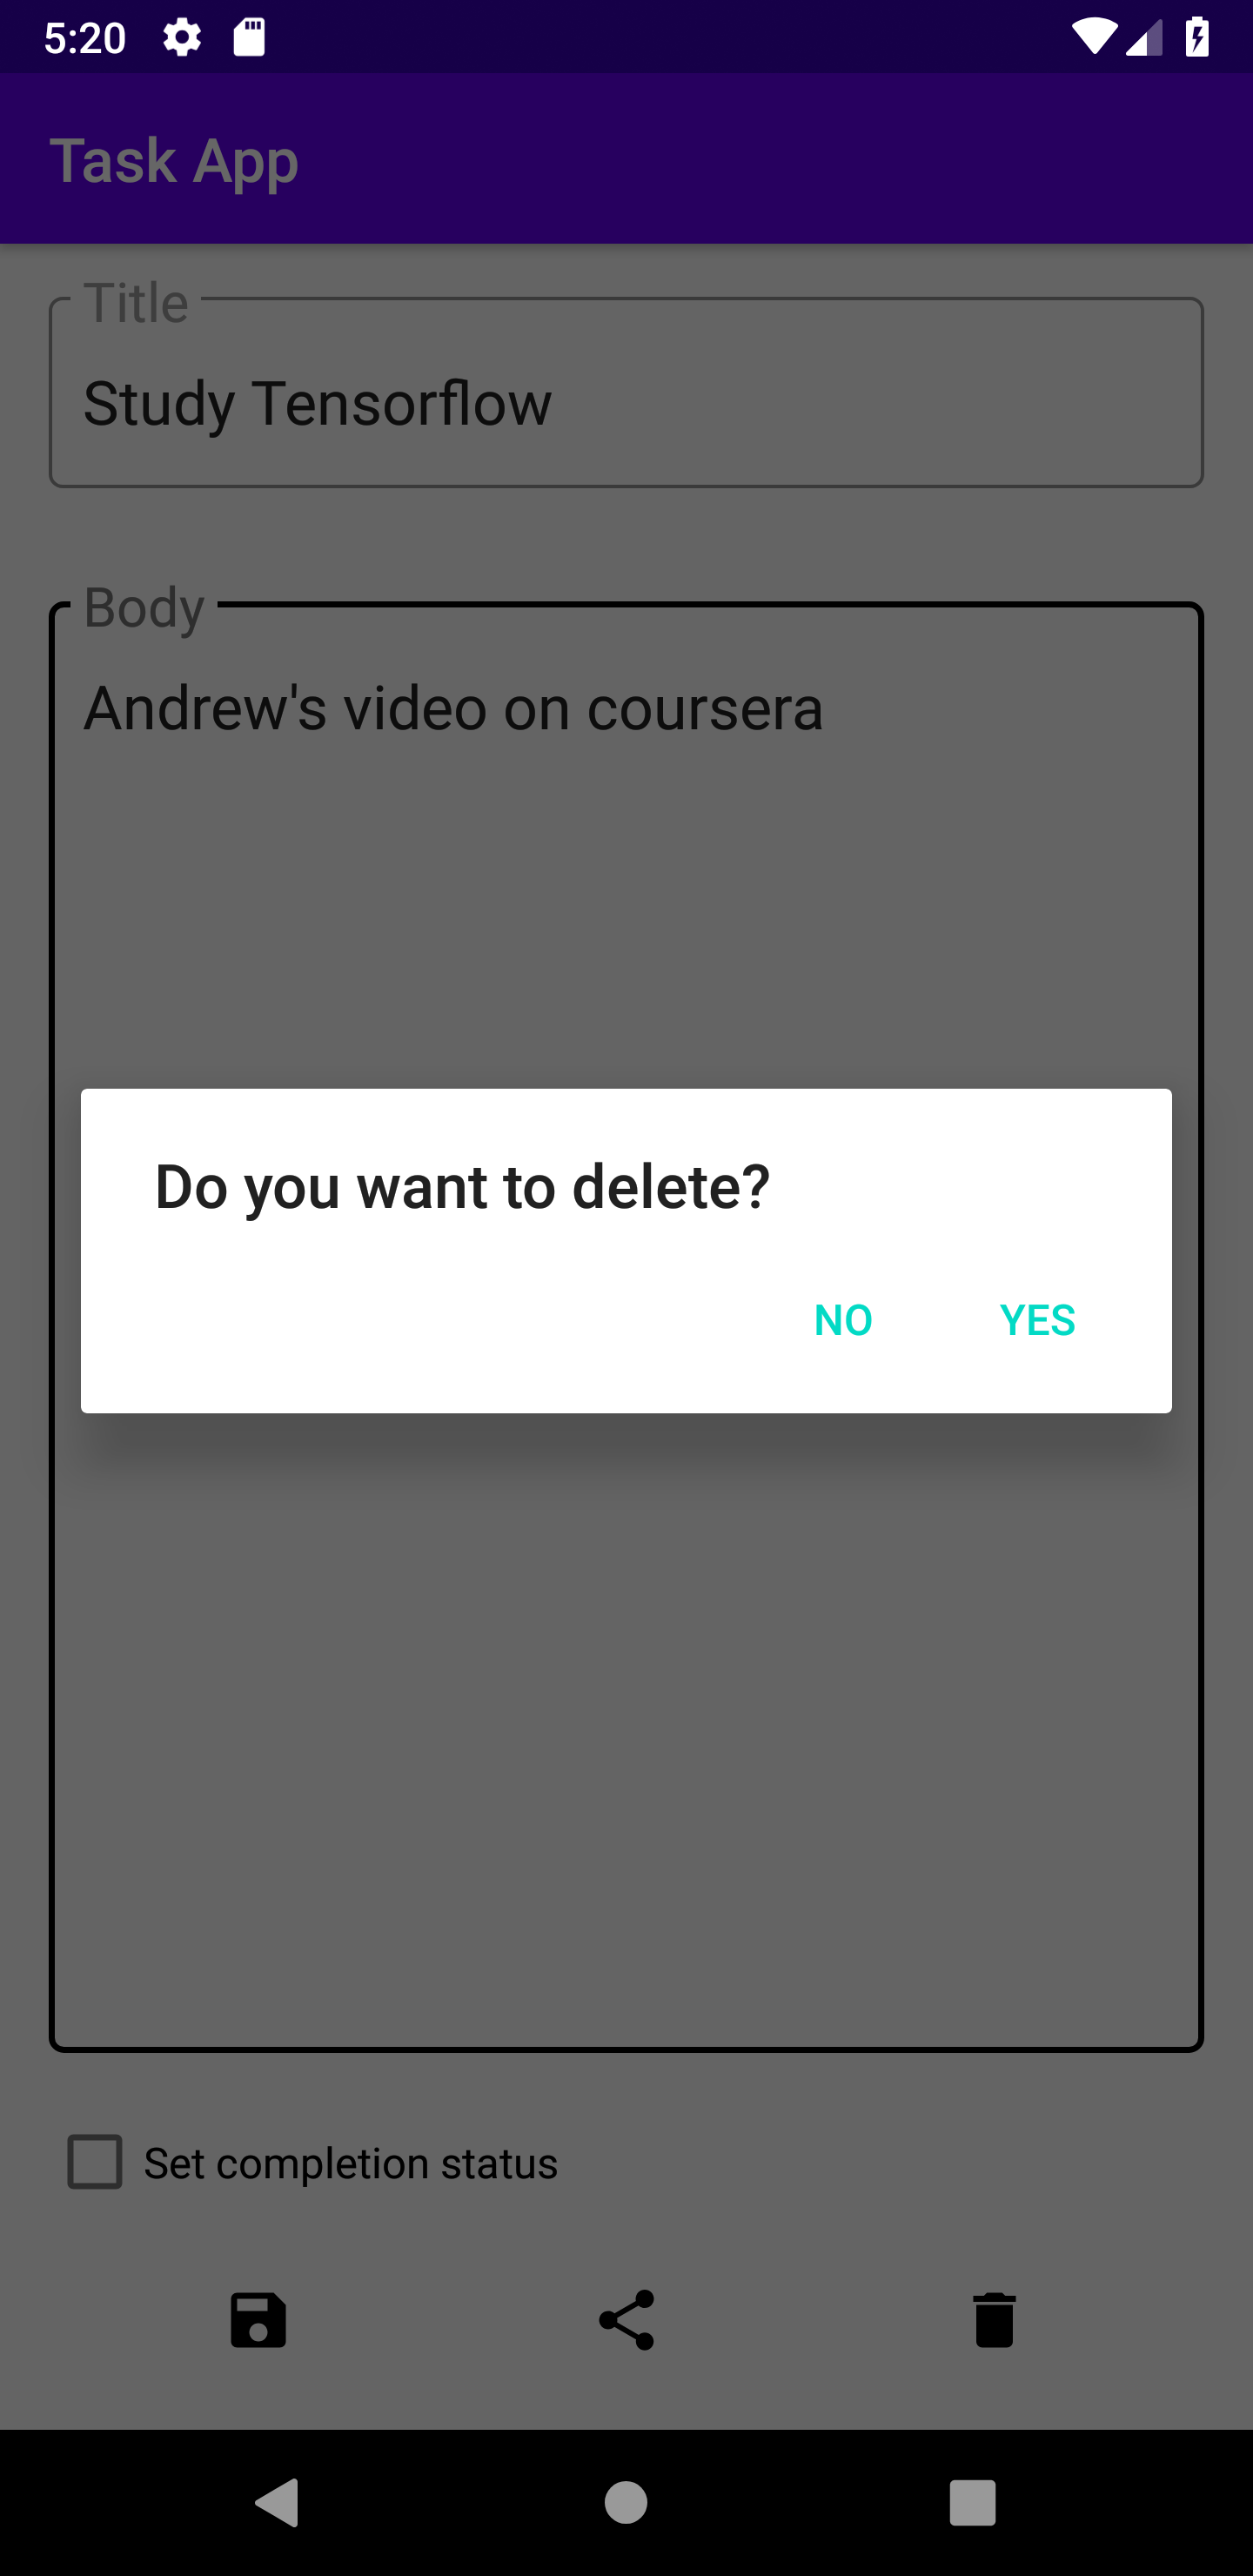 5:20
Task App
Title
Study Tensorflow
Body
Andrew's video on coursera
Do you want to delete?
NO YES
Set completion status